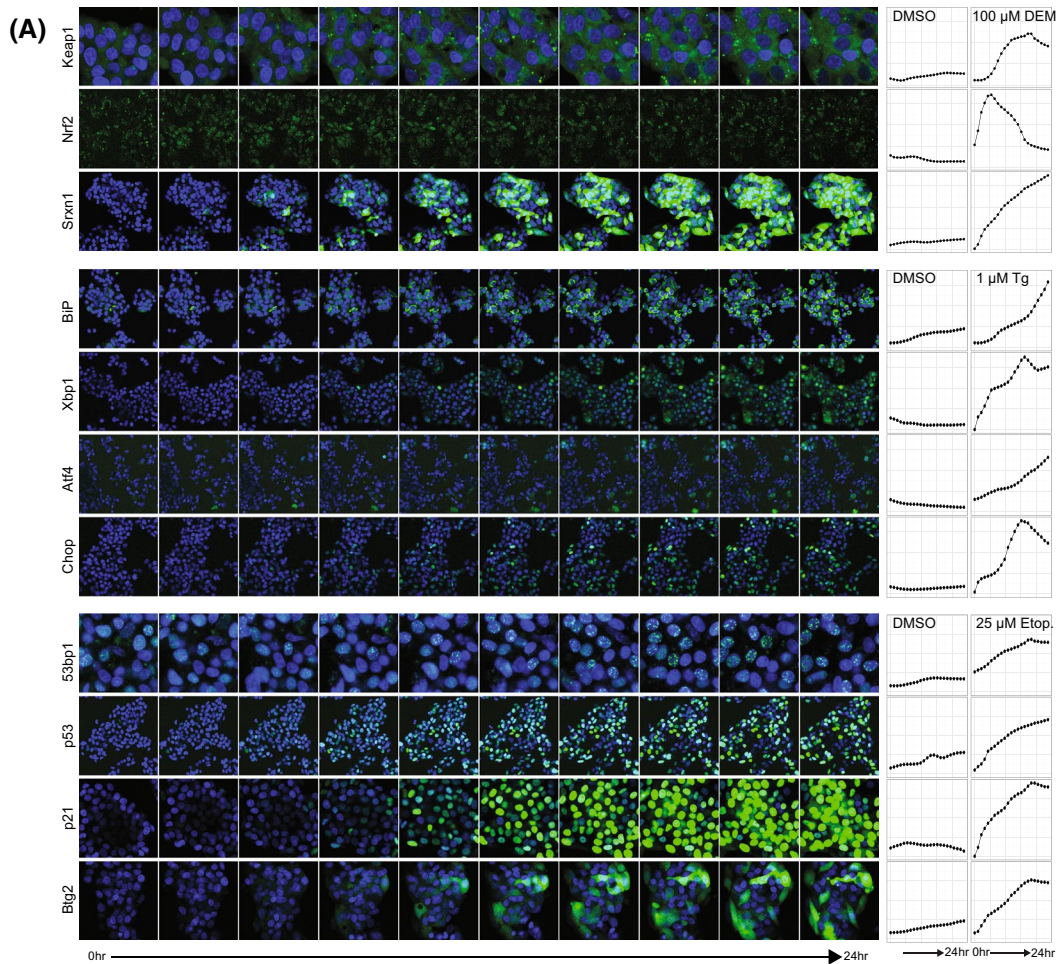 (A)
Keap1
DMSO
100 µM DEM
Nrf2
Srxn1
BiP
DMSO
1 µM Tg
Xbp1
Atf4
Chop
53bp1
DMSO
25 µM Etop.
p53
p21
Btg2
0hr
24hr
24hr
0hr
24hr